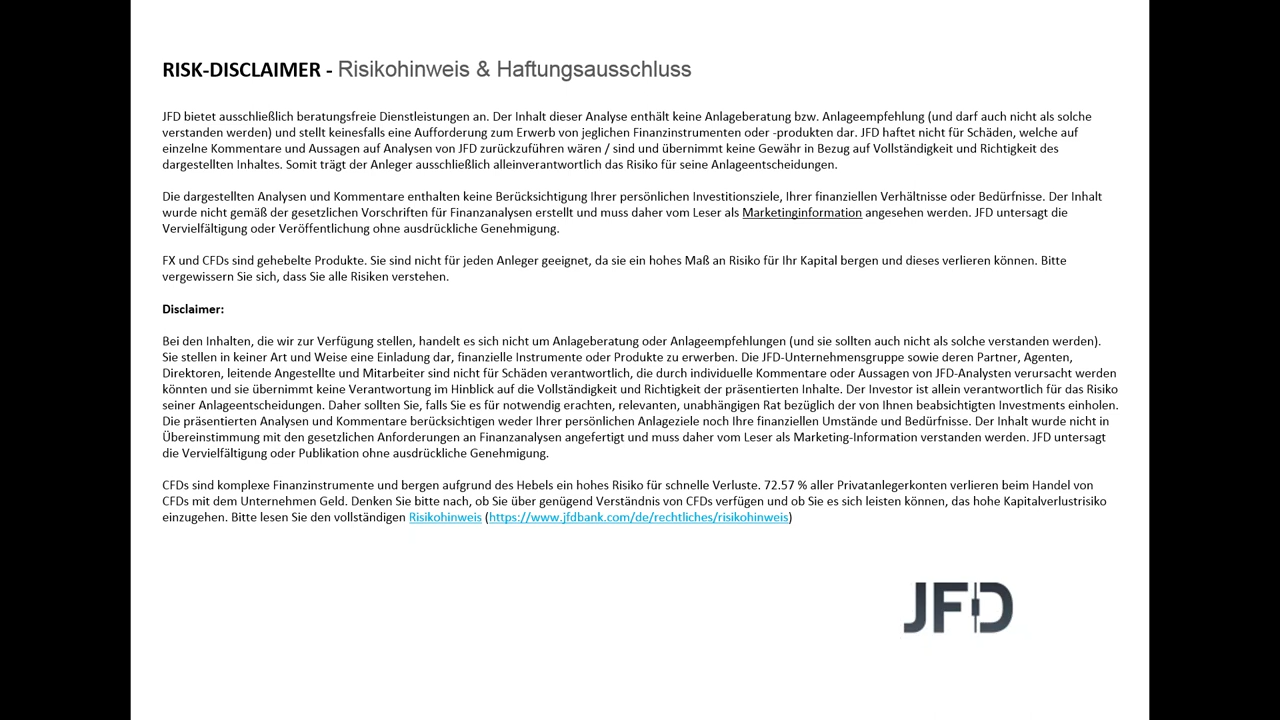 RISK-DISCLAIMER - Risikohinweis & Haftungsausschluss
JFD bietet ausschließlich beratungsfreie Dienstleistungen an. Der Inhalt dieser Analyse enthält keine Anlageberatung bzw. Anlageempfehlung (und darf auch nicht als solche
verstanden werden) und stellt keinesfalls eine Aufforderung zum Erwerb von jeglichen Finanzinstrumenten oder -produkten dar. JFD haftet nicht für Schäden, welche auf
einzelne Kommentare und Aussagen auf Analysen von JFD zurückzuführen wären / sind und übernimmt keine Gewähr in Bezug auf Vollständigkeit und Richtigkeit des
dargestellten Inhaltes. Somit trägt der Anleger ausschließlich alleinverantwortlich das Risiko für seine Anlageentscheidungen.
Die dargestellten Analysen und Kommentare enthalten keine Berücksichtigung Ihrer persönlichen Investitionsziele, Ihrer finanziellen Verhältnisse oder Bedürfnisse. Der Inhalt
wurde nicht gemäß der gesetzlichen Vorschriften für Finanzanalysen erstellt und muss daher vom Leser als Marketinginformation angesehen werden. JFD untersagt die
Vervielfältigung oder Veröffentlichung ohne ausdrückliche Genehmigung.
FX und CFDs sind gehebelte Produkte. Sie sind nicht für jeden Anleger geeignet, da sie ein hohes Maß an Risiko für Ihr Kapital bergen und dieses verlieren können. Bitte
vergewissern Sie sich, dass Sie alle Risiken verstehen.
Disclaimer:
Bei den Inhalten, die wir zur Verfügung stellen, handelt es sich nicht um Anlageberatung oder Anlageempfehlungen (und sie sollten auch nicht als solche verstanden werden).
Sie stellen in keiner Art und Weise eine Einladung dar, finanzielle Instrumente oder Produkte zu erwerben. Die JFD-Unternehmensgruppe sowie deren Partner, Agenten,
Direktoren, leitende Angestellte und Mitarbeiter sind nicht für Schäden verantwortlich, die durch individuelle Kommentare oder Aussagen von JFD-Analysten verursacht werden
könnten und sie übernimmt keine Verantwortung im Hinblick auf die Vollständigkeit und Richtigkeit der präsentierten Inhalte. Der Investor ist allein verantwortlich für das Risiko
seiner Anlageentscheidungen. Daher sollten Sie, falls Sie es für notwendig erachten, relevanten, unabhängigen Rat bezüglich der von Ihnen beabsichtigten Investments einholen.
Die präsentierten Analysen und Kommentare berücksichtigen weder Ihrer persönlichen Anlageziele noch Ihre finanziellen Umstände und Bedürfnisse. Der Inhalt wurde nicht in
Übereinstimmung mit den gesetzlichen Anforderungen an Finanzanalysen angefertigt und muss daher vom Leser als Marketing-Information verstanden werden. JFD untersagt
die Vervielfältigung oder Publikation ohne ausdrückliche Genehmigung.
CFDs sind komplexe Finanzinstrumente und bergen aufgrund des Hebels ein hohes Risiko für schnelle Verluste. 72.57 % aller Privatanlegerkonten verlieren beim Handel von
CFDs mit dem Unternehmen Geld. Denken Sie bitte nach, ob Sie über genügend Verständnis von CFDs verfügen und ob Sie es sich leisten können, das hohe Kapitalverlustrisiko
einzugehen. Bitte lesen Sie den vollständigen Risikohinweis (https://www.jfdbank.com/de/rechtliches/risikohinweis)
JFD